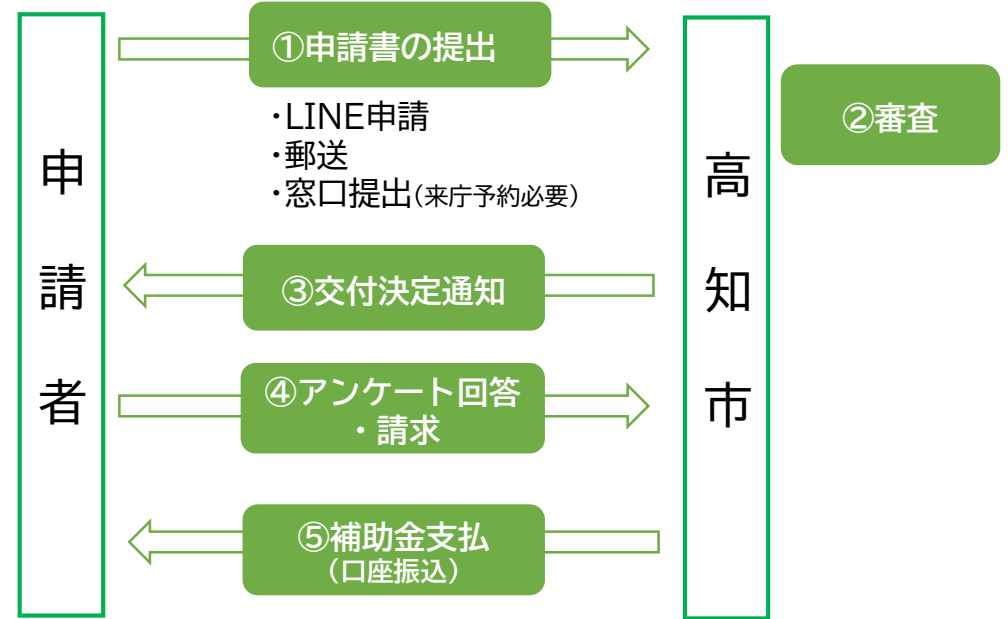 申請者
①申請書の提出
・LINE申請
・郵送
・窓口提出(来庁予約必要)
高知市
②審査
③交付決定通知
④アンケート回答
・請求
⑤補助金支払
(口座振込)